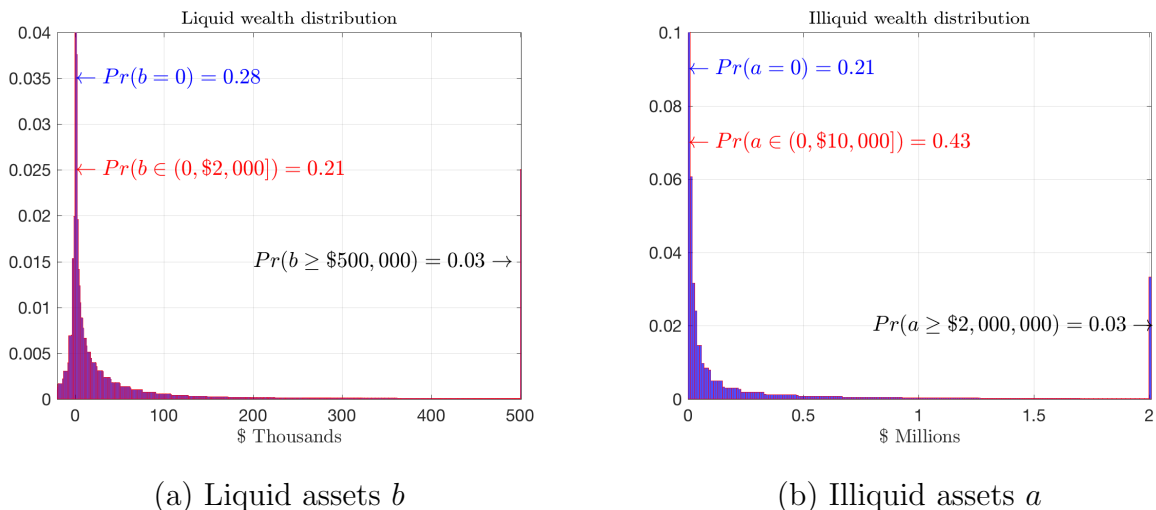 Liquid wealth distribution
0.04
0.035
0.03
0.025
0.02
0.015
0.01
0.005
0
← Pr(b = 0) = 0.28
← Pr(b ∈ (0, $2, 000]) = 0.21
Pr(b ≥ $500, 000) = 0.03 →
0 100 200 300 400 500
$ Thousands
(a) Liquid assets b
Illiquid wealth distribution
0.1
0.08
0.06
0.04
0.02
0
← Pr(a = 0) = 0.21
← Pr(a ∈ (0, $10, 000]) = 0.43
Pr(a ≥ $2, 000, 000) = 0.03 →
0 0.5 1 1.5 2
$ Millions
(b) Illiquid assets a